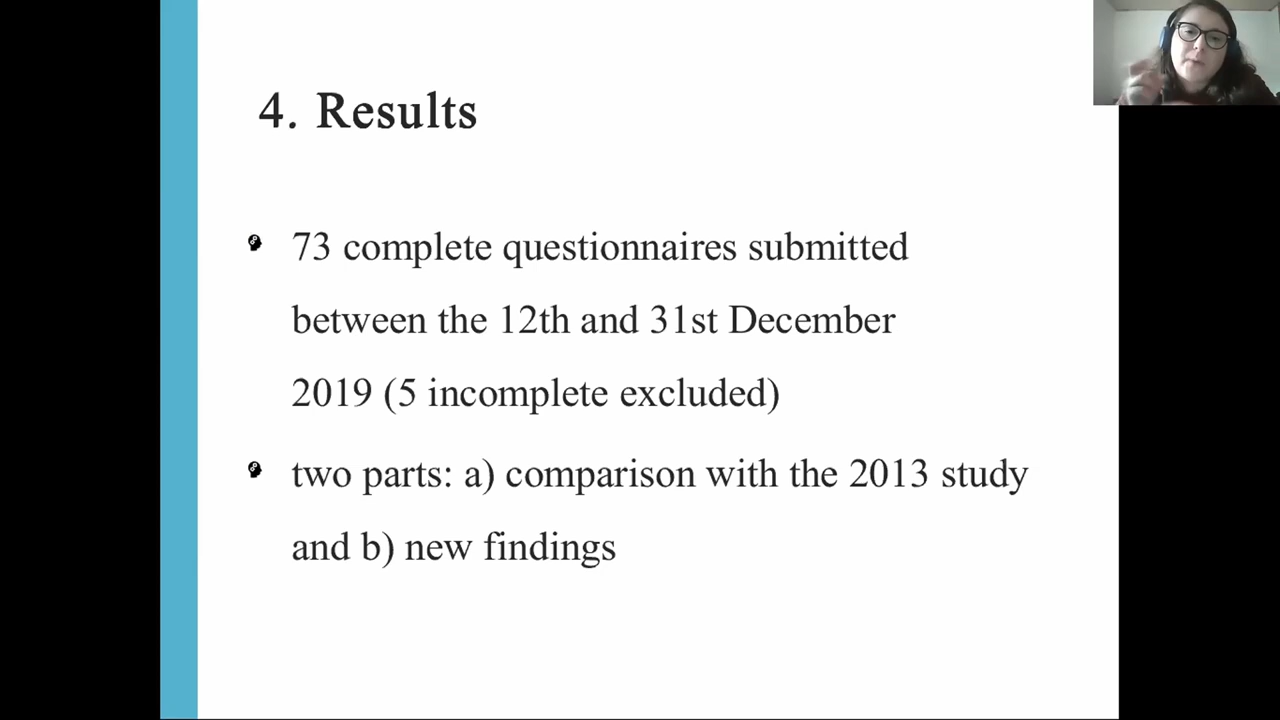 4. Results
73 complete questionnaires submitted
between the 12th and 31st December
2019 (5 incomplete excluded)
two parts: a) comparison with the 2013 study
and b) new findings